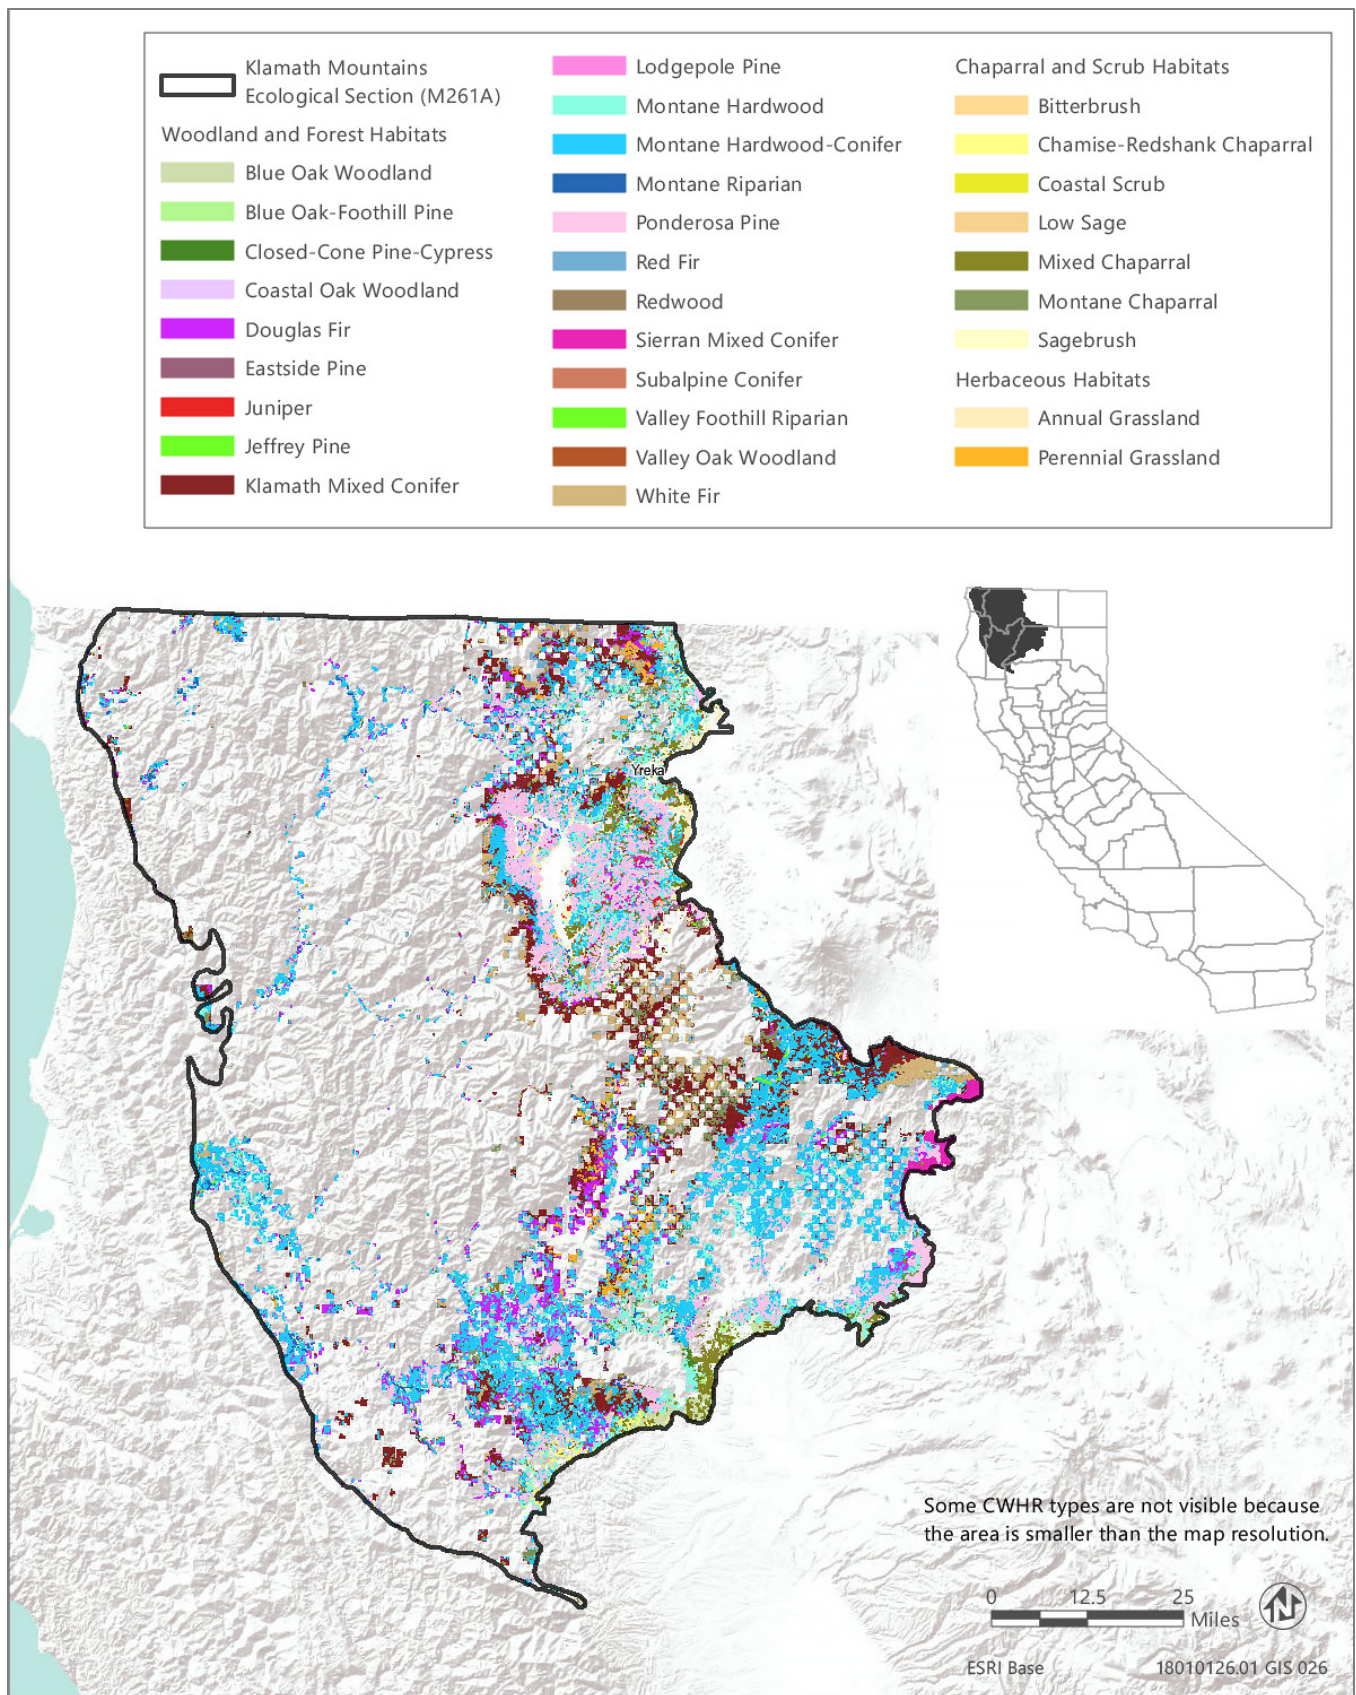 Klamath Mountains
Ecological Section (M261A)
Woodland and Forest Habitats
Blue Oak Woodland
Blue Oak-Foothill Pine
Closed-Cone Pine-Cypress
Coastal Oak Woodland
Douglas Fir
Eastside Pine
Juniper
Jeffrey Pine
Klamath Mixed Conifer
Lodgepole Pine
Montane Hardwood
Montane Hardwood-Conifer
Montane Riparian
Ponderosa Pine
Red Fir
Redwood
Sierran Mixed Conifer
Subalpine Conifer
Valley Foothill Riparian
Valley Oak Woodland
White Fir
Chaparral and Scrub Habitats
Bitterbrush
Chamise-Redshank Chaparral
Coastal Scrub
Low Sage
Mixed Chaparral
Montane Chaparral
Sagebrush
Herbaceous Habitats
Annual Grassland
Perennial Grassland
Yreka
Some CWHR types are not visible because
the area is smaller than the map resolution.
0 12.5 25
Miles
N
ESRI Base 18010126.01 GIS 026